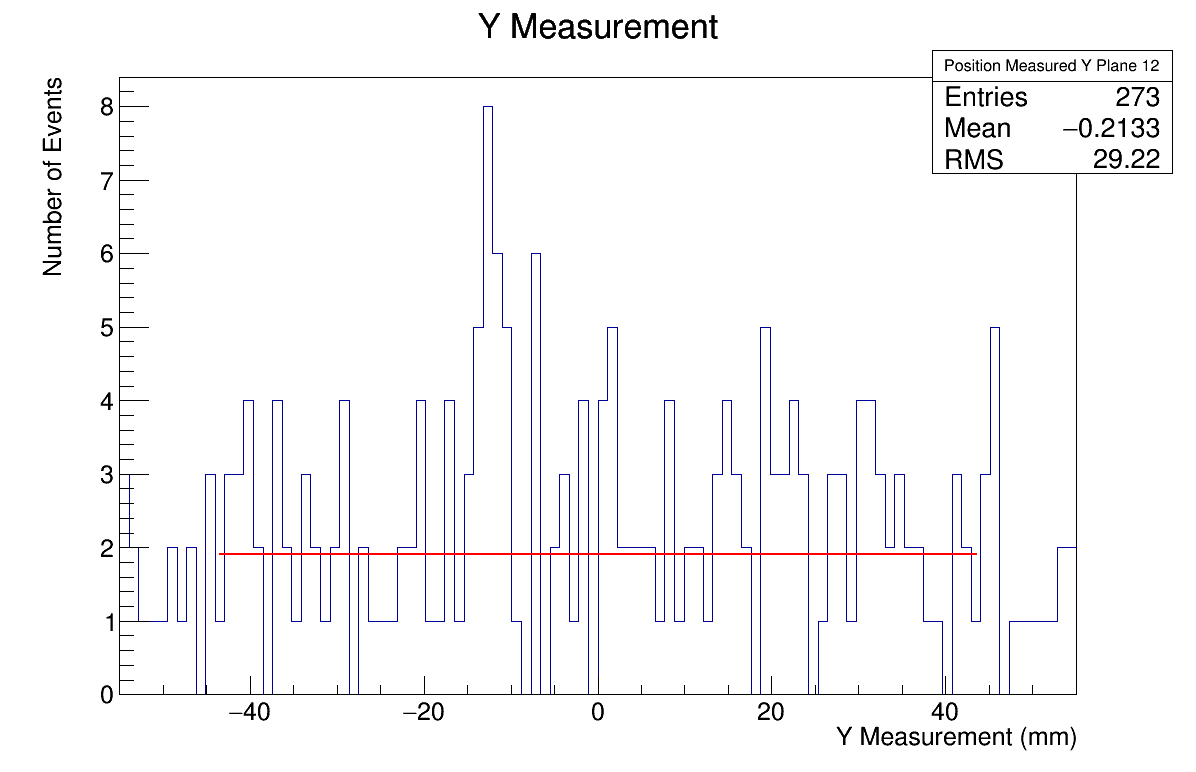 Y Measurement
Position Measured Y Plane 12
Entries 273
Mean −0.2133
RMS 29.22
Number of Events
8
7
6
5
4
3
2
1
0
−40 −20 0 20 40
Y Measurement (mm)